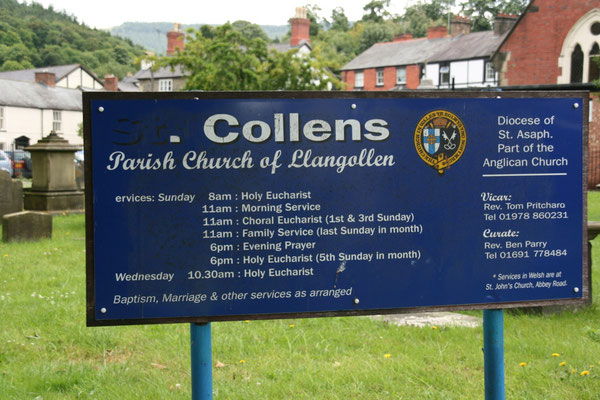 St. Collens
Parish Church of Llangollen
ervices: Sunday 8am : Holy Eucharist
11am : Morning Service
11am : Choral Eucharist (1st & 3rd Sunday)
11am : Family Service (last Sunday in month)
6pm : Evening Prayer
6pm : Holy Eucharist (5th Sunday in month)
Wednesday 10.30am : Holy Eucharist
Baptism, Marriage & other services as arranged
Diocese of
St. Asaph.
Part of the
Anglican Church
Vicar:
Rev. Tom Pritcharo
Tel 01978 860231
Curate:
Rev. Ben Parry
Tel 01691 778484
* Services in Welsh are at
St. John's Church, Abbey Road.